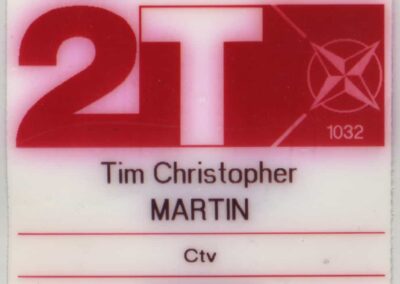 2T
1032
Tim Christopher
MARTIN
Ctv